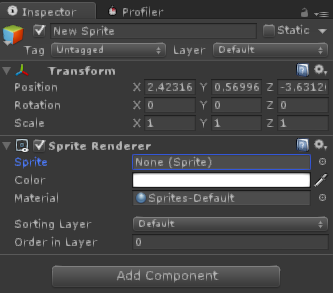 Inspector Profiler
New Sprite Static
Tag Untagged Layer Default
Transform
Position X 2,42316 Y 0,56996 Z -3,6312
Rotation X 0 Y 0 Z 0
Scale X 1 Y 1 Z 1
Sprite Renderer
Sprite None (Sprite)
Color
Material Sprites-Default
Sorting Layer Default
Order in Layer 0
Add Component